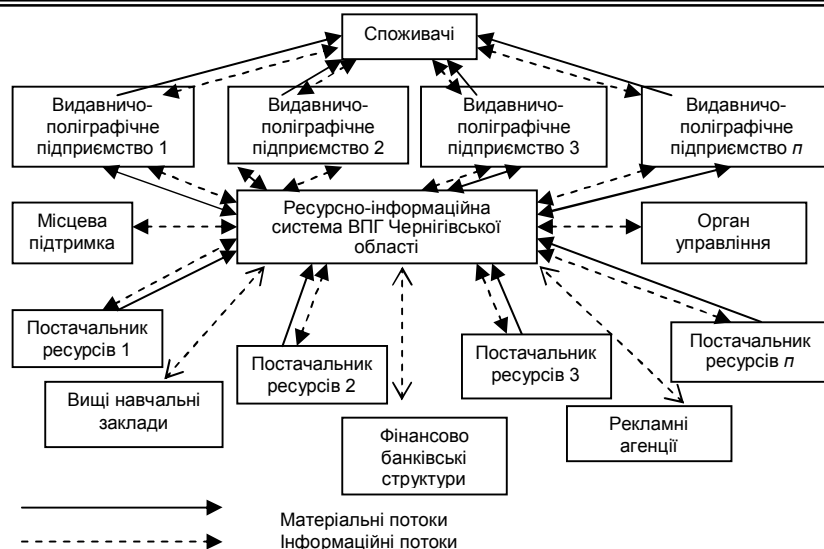 Споживачі
Видавничо-
поліграфічне
підприємство 1
Видавничо-
поліграфічне
підприємство 2
Видавничо-
поліграфічне
підприємство 3
Видавничо-
поліграфічне
підприємство п
Місцева
підтримка
Ресурсно-інформаційна
система ВПГ Чернігівської
області
Орган
управління
Постачальник
ресурсів 1
Постачальник
ресурсів 2
Постачальник
ресурсів 3
Постачальник
ресурсів п
Вищі навчальні
заклади
Фінансово
банківські
структури
Рекламні
агенції
Матеріальні потоки
Інформаційні потоки